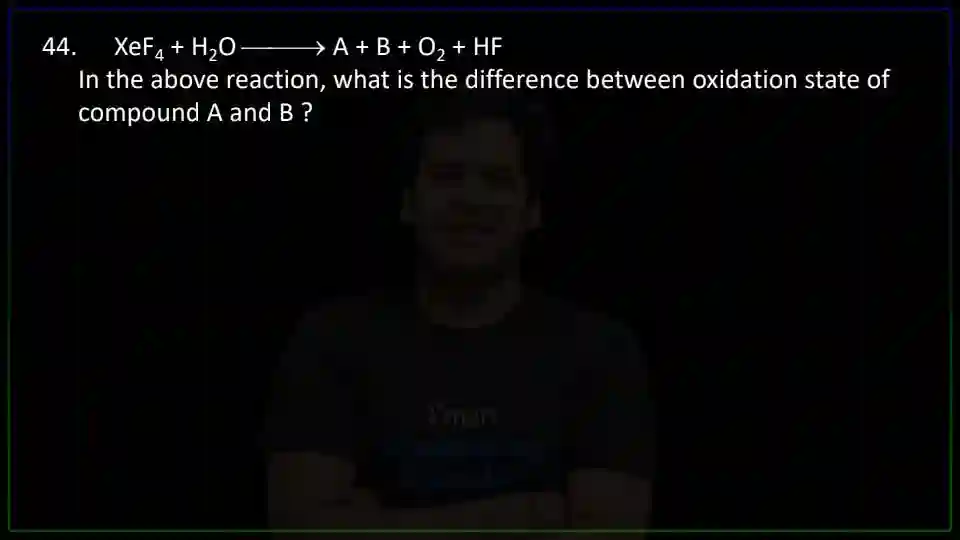 44. XeF₄ + H₂O ⟶ A + B + O₂ + HF
In the above reaction, what is the difference between oxidation state of
compound A and B ?